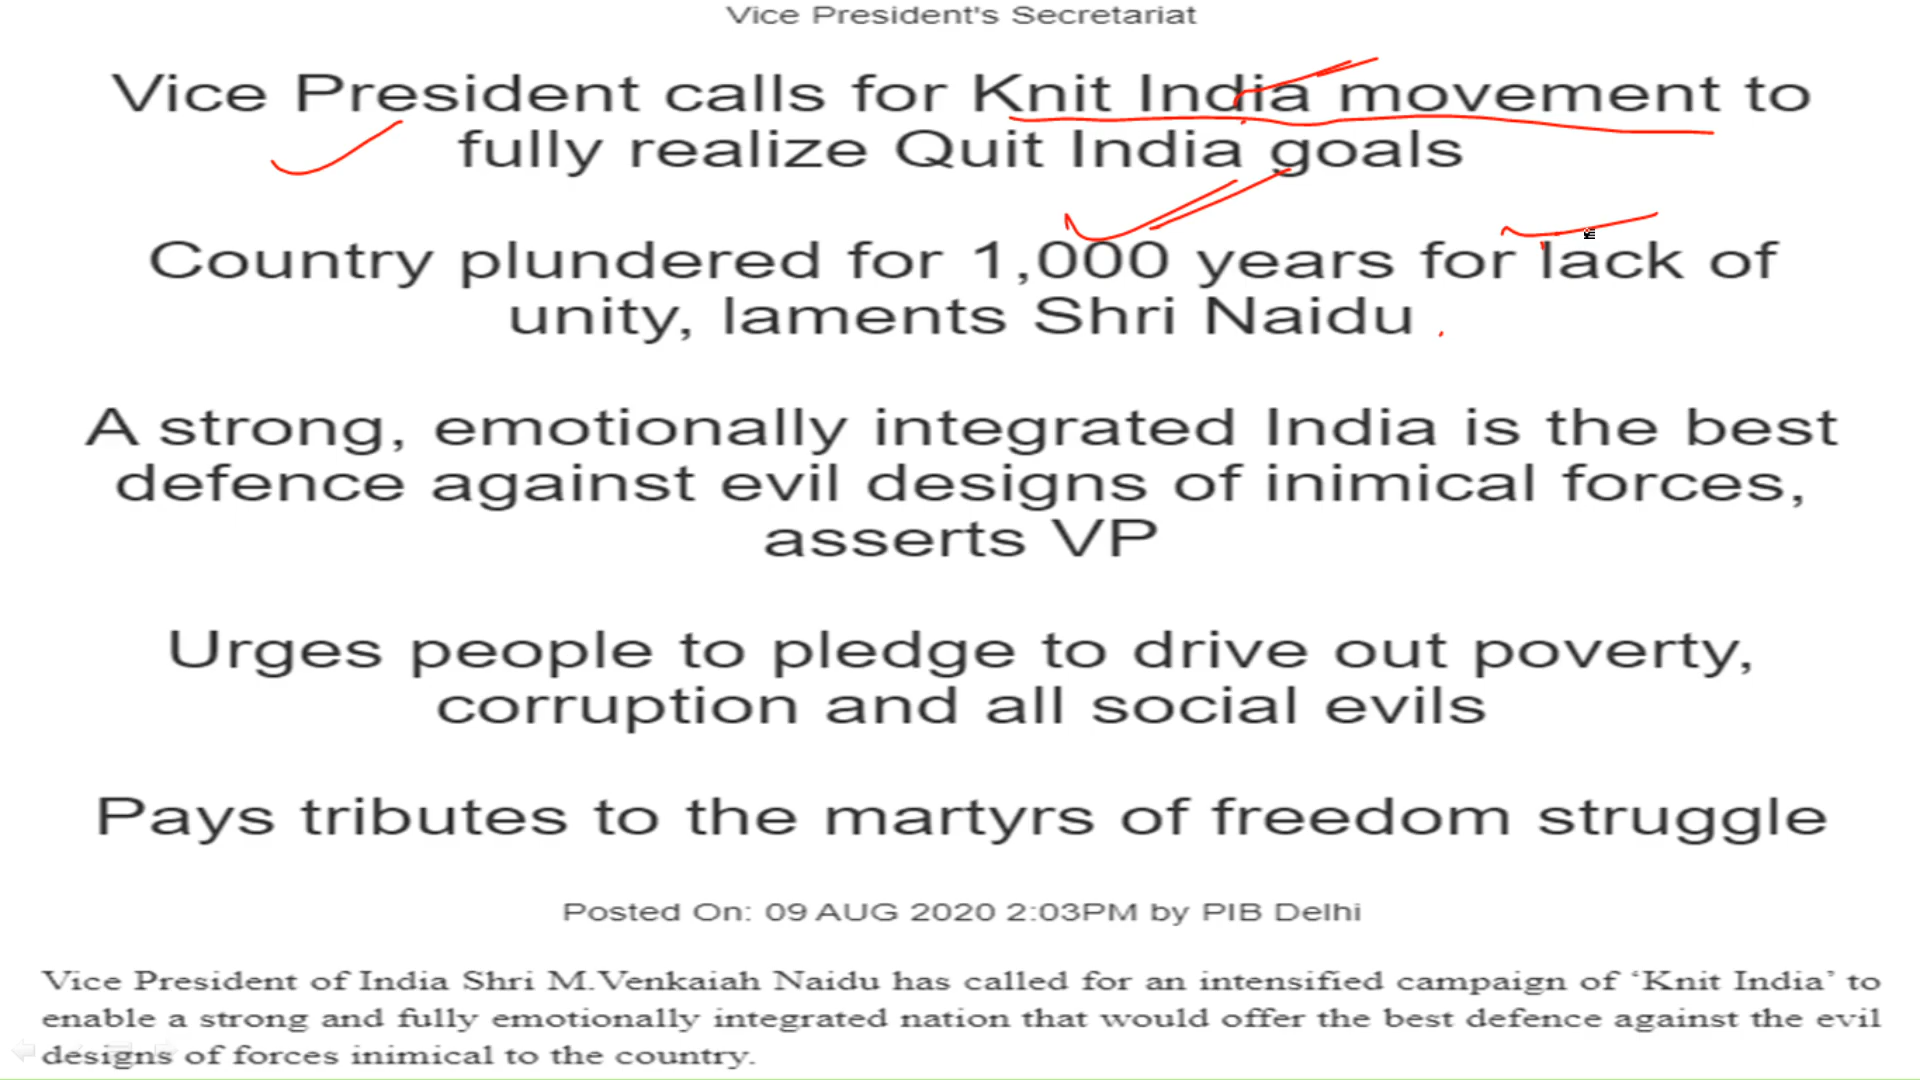 Vice President's Secretariat
Vice President calls for Knit India movement to
fully realize Quit India goals
Country plundered for 1,000 years for lack of
unity, laments Shri Naidu
A strong, emotionally integrated India is the best
defence against evil designs of inimical forces,
asserts VP
Urges people to pledge to drive out poverty,
corruption and all social evils
Pays tributes to the martyrs of freedom struggle
Posted On: 09 AUG 2020 2:03PM by PIB Delhi
Vice President of India Shri M.Venkaiah Naidu has called for an intensified campaign of ‘Knit India’ to
enable a strong and fully emotionally integrated nation that would offer the best defence against the evil
designs of forces inimical to the country.